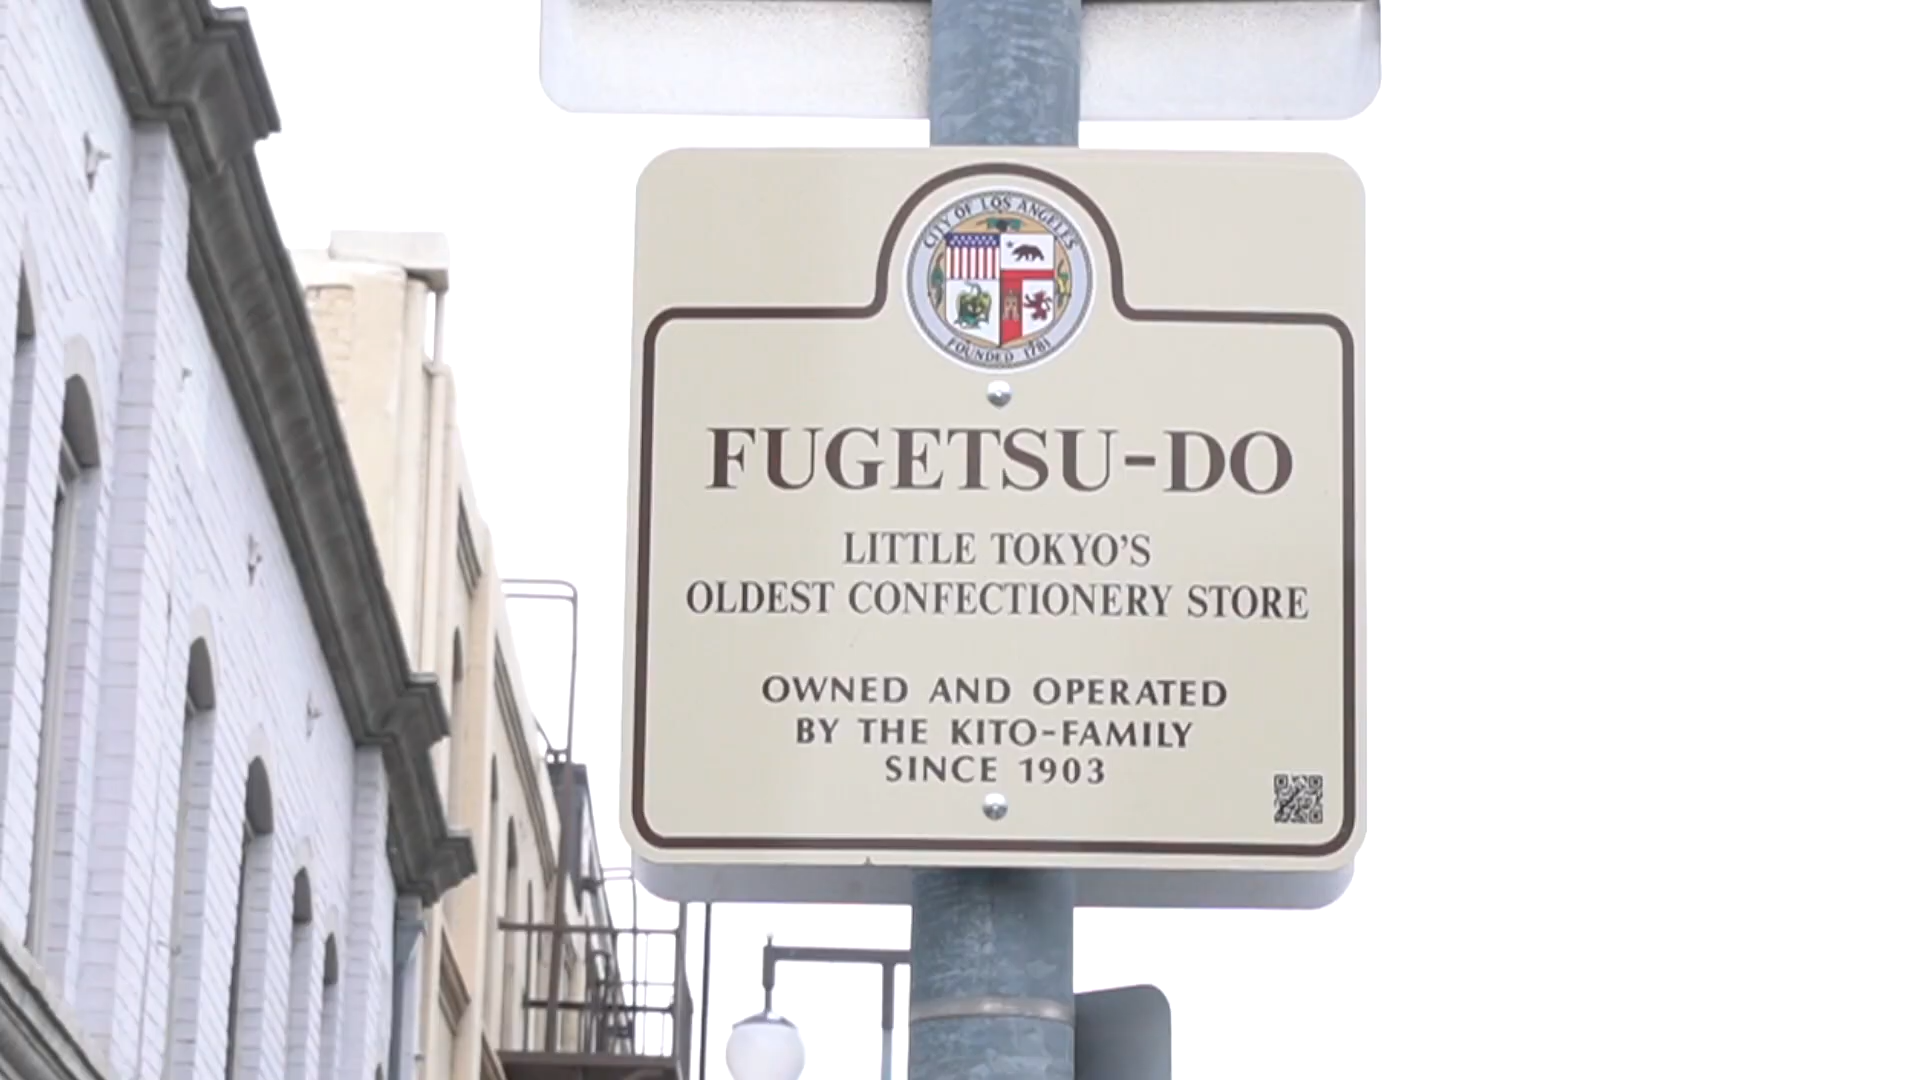 CITY OF LOS ANGELES
FOUNDED 1781
FUGETSU-DO
LITTLE TOKYO'S
OLDEST CONFECTIONERY STORE
OWNED AND OPERATED
BY THE KITO-FAMILY
SINCE 1903